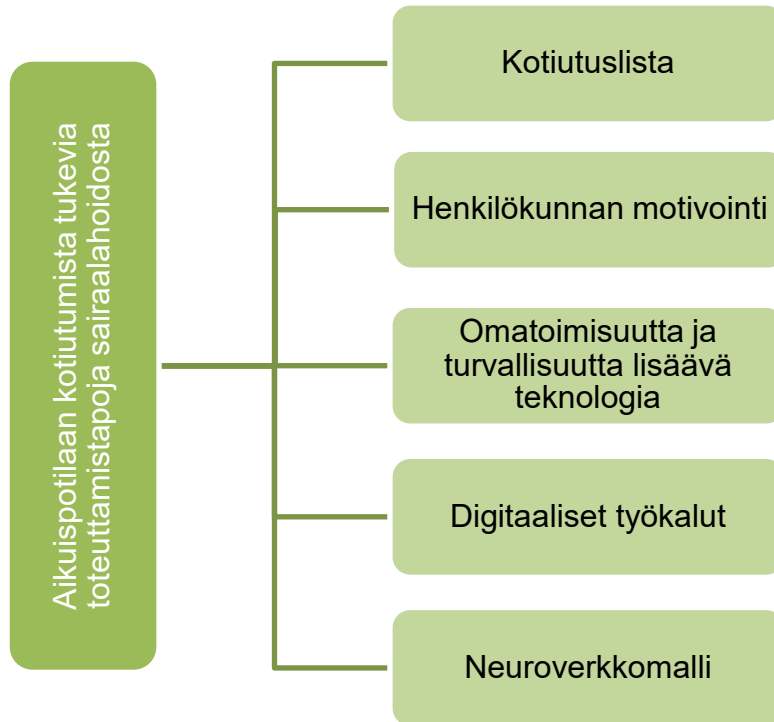 Aikuispotilaan kotiutumista tukevia
toteuttamistapoja sairaalahoidosta
Kotiutuslista
Henkilökunnan motivointi
Omatoimisuutta ja
turvallisuutta lisäävä
teknologia
Digitaaliset työkalut
Neuroverkkomalli